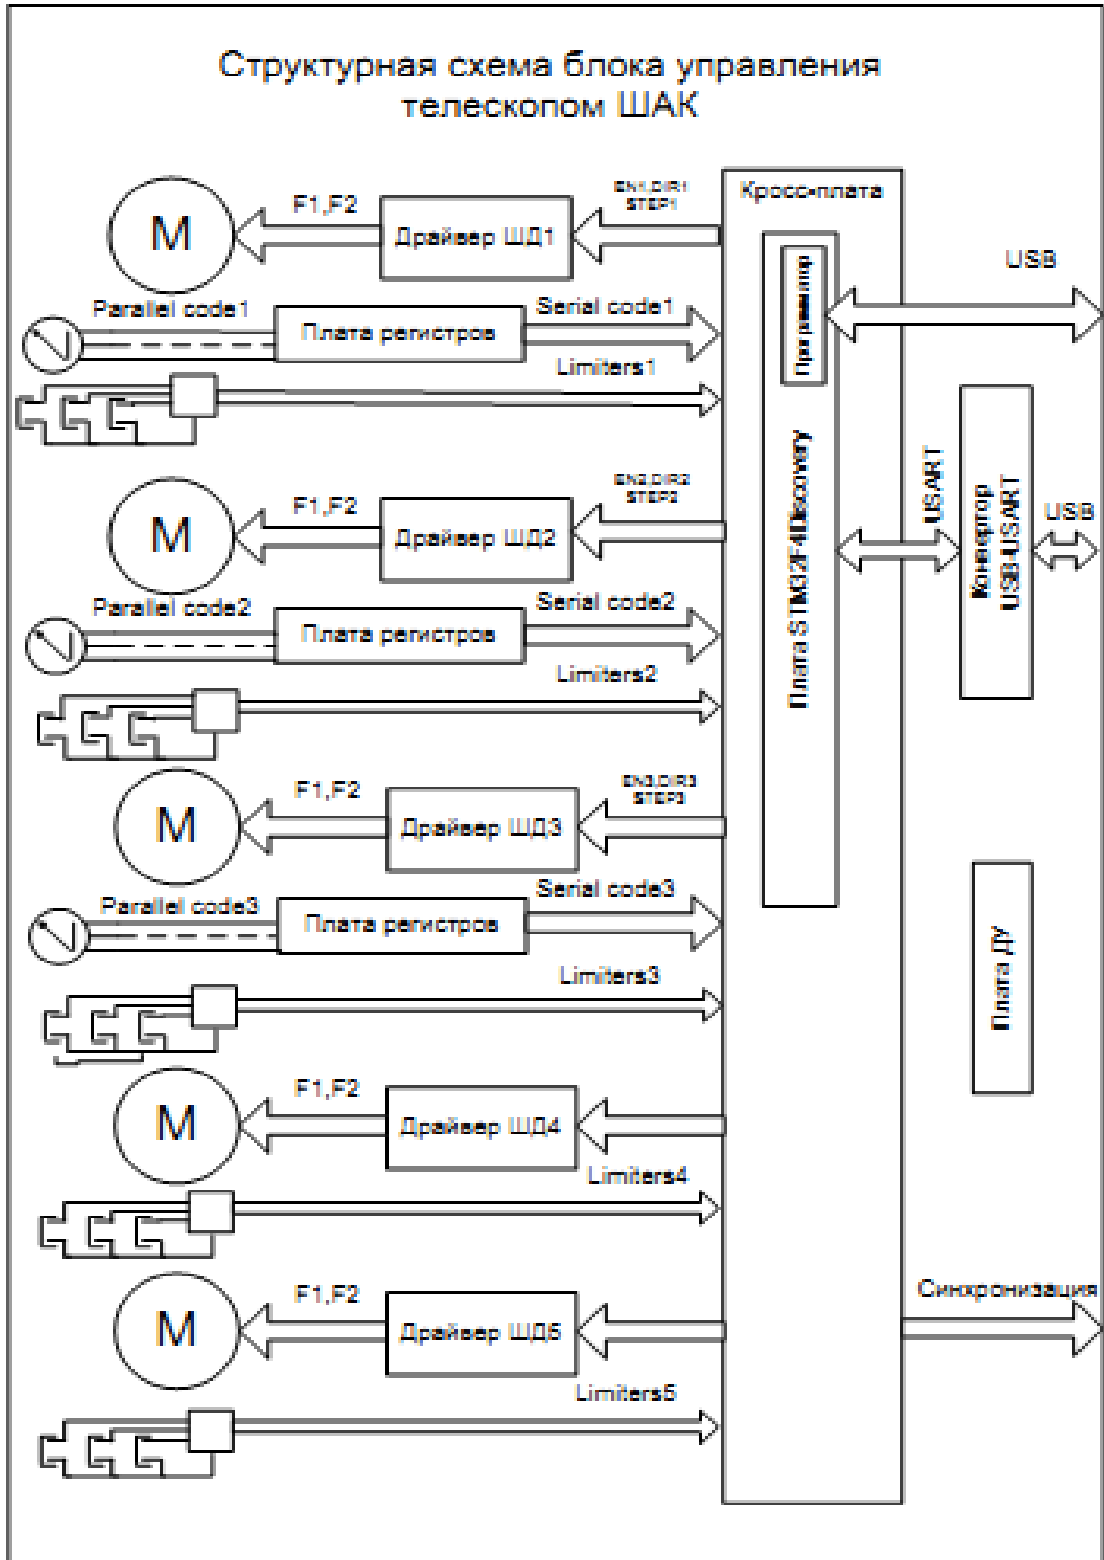 Структурная схема блока управления
телескопом ШАК
М
F1,F2
Драйвер ШД1
EN1,DIR1
STEP1
Кросс-плата
Parallel code1
Плата регистров
Serial code1
Limiters1
Программатор
USB
М
F1,F2
Драйвер ШД2
EN2,DIR2
STEP2
Плата STM32F4Discovery
USART
Конвертор
USB-USART
USB
Parallel code2
Плата регистров
Serial code2
Limiters2
М
F1,F2
Драйвер ШД3
EN3,DIR3
STEP3
Parallel code3
Плата регистров
Serial code3
Limiters3
Плата ДУ
М
F1,F2
Драйвер ШД4
Limiters4
М
F1,F2
Драйвер ШД5
Limiters5
Синхронизация